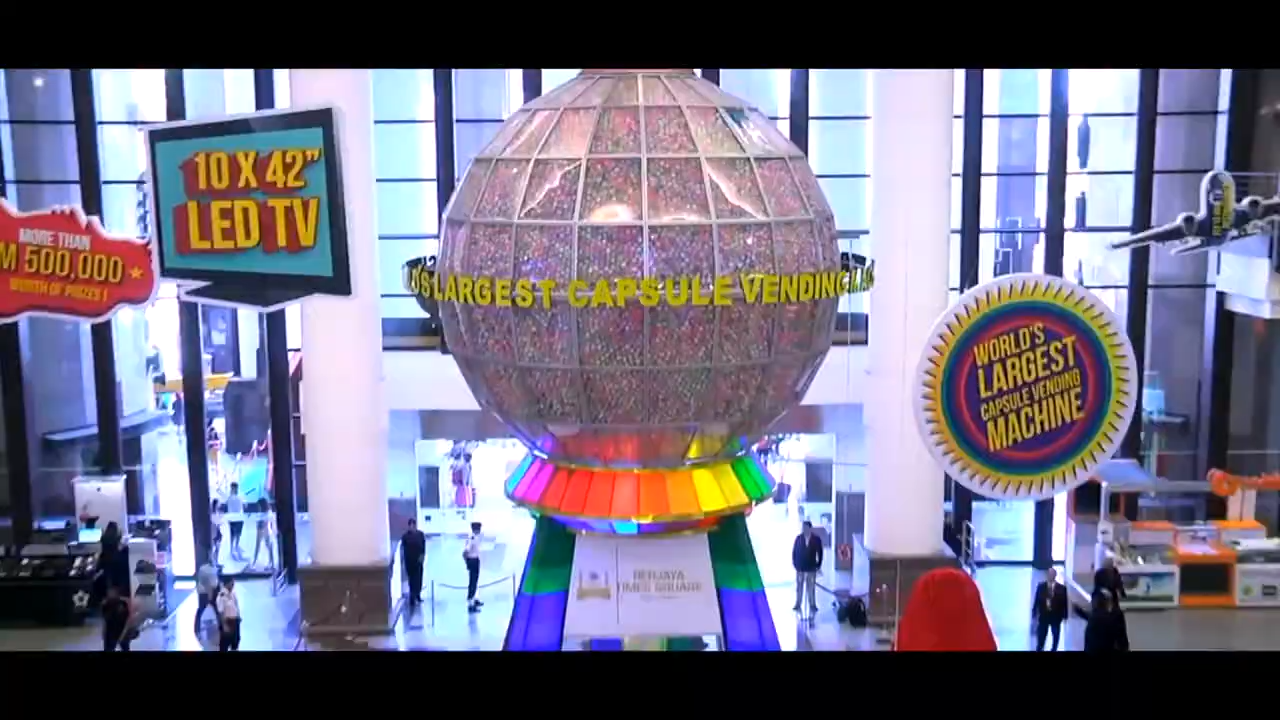 MORE THAN
M 500,000
WORTH OF PRIZES !
10 X 42"
LED TV
'S LARGEST CAPSULE VENDING MAC
WORLD'S
LARGEST
CAPSULE VENDING
MACHINE
BERJAYA
TIMES SQUARE